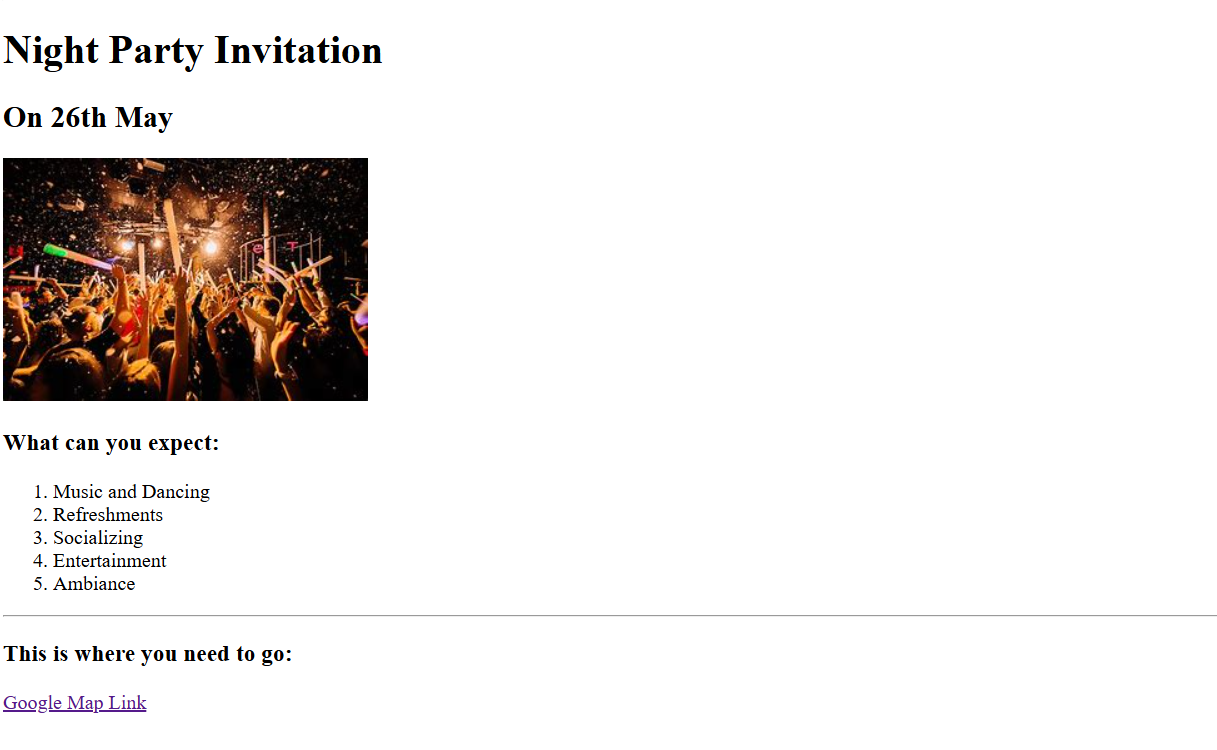 Night Party Invitation
On 26th May
What can you expect:
1. Music and Dancing
2. Refreshments
3. Socializing
4. Entertainment
5. Ambiance
This is where you need to go:
Google Map Link